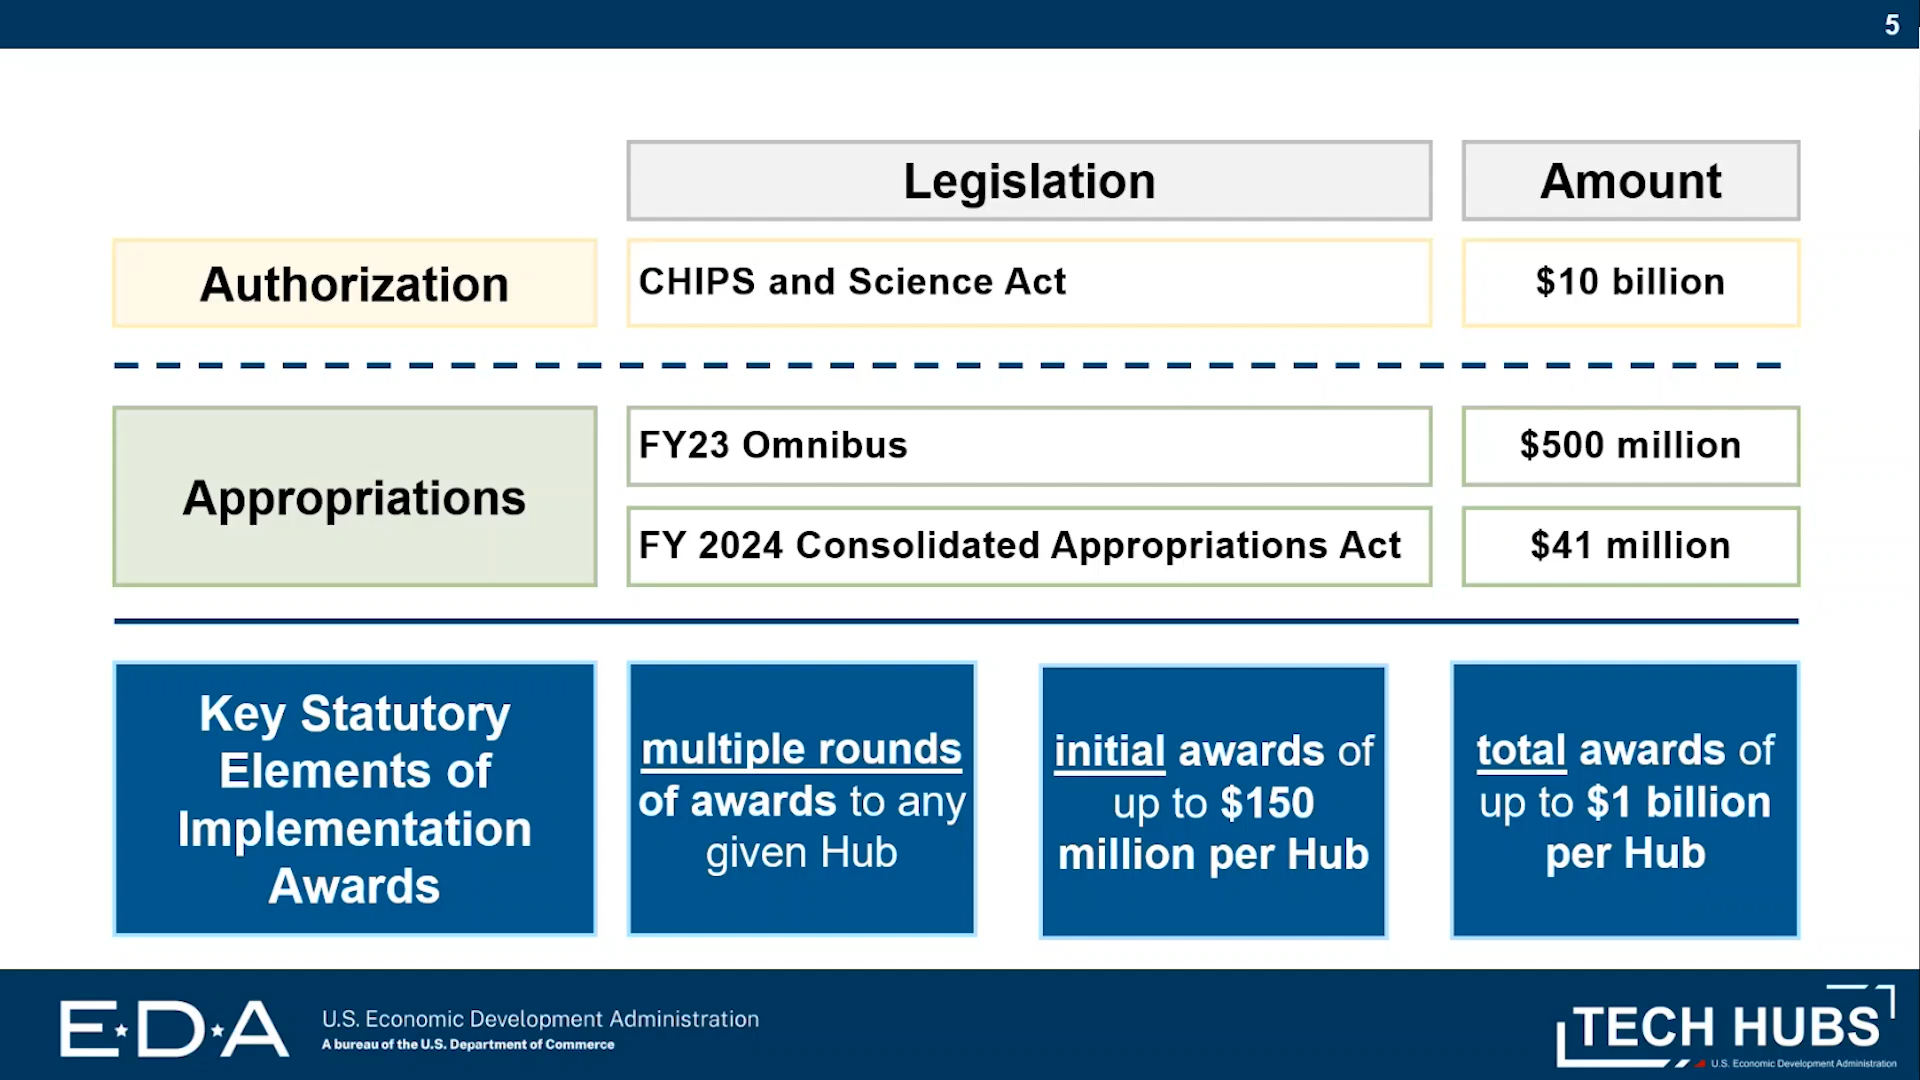 5
Legislation
Amount
Authorization
CHIPS and Science Act
$10 billion
Appropriations
FY23 Omnibus
$500 million
FY 2024 Consolidated Appropriations Act
$41 million
Key Statutory
Elements of
Implementation
Awards
multiple rounds
of awards to any
given Hub
initial awards of
up to $150
million per Hub
total awards of
up to $1 billion
per Hub
E★D★A
U.S. Economic Development Administration
A bureau of the U.S. Department of Commerce
TECH HUBS
U.S. Economic Development Administration